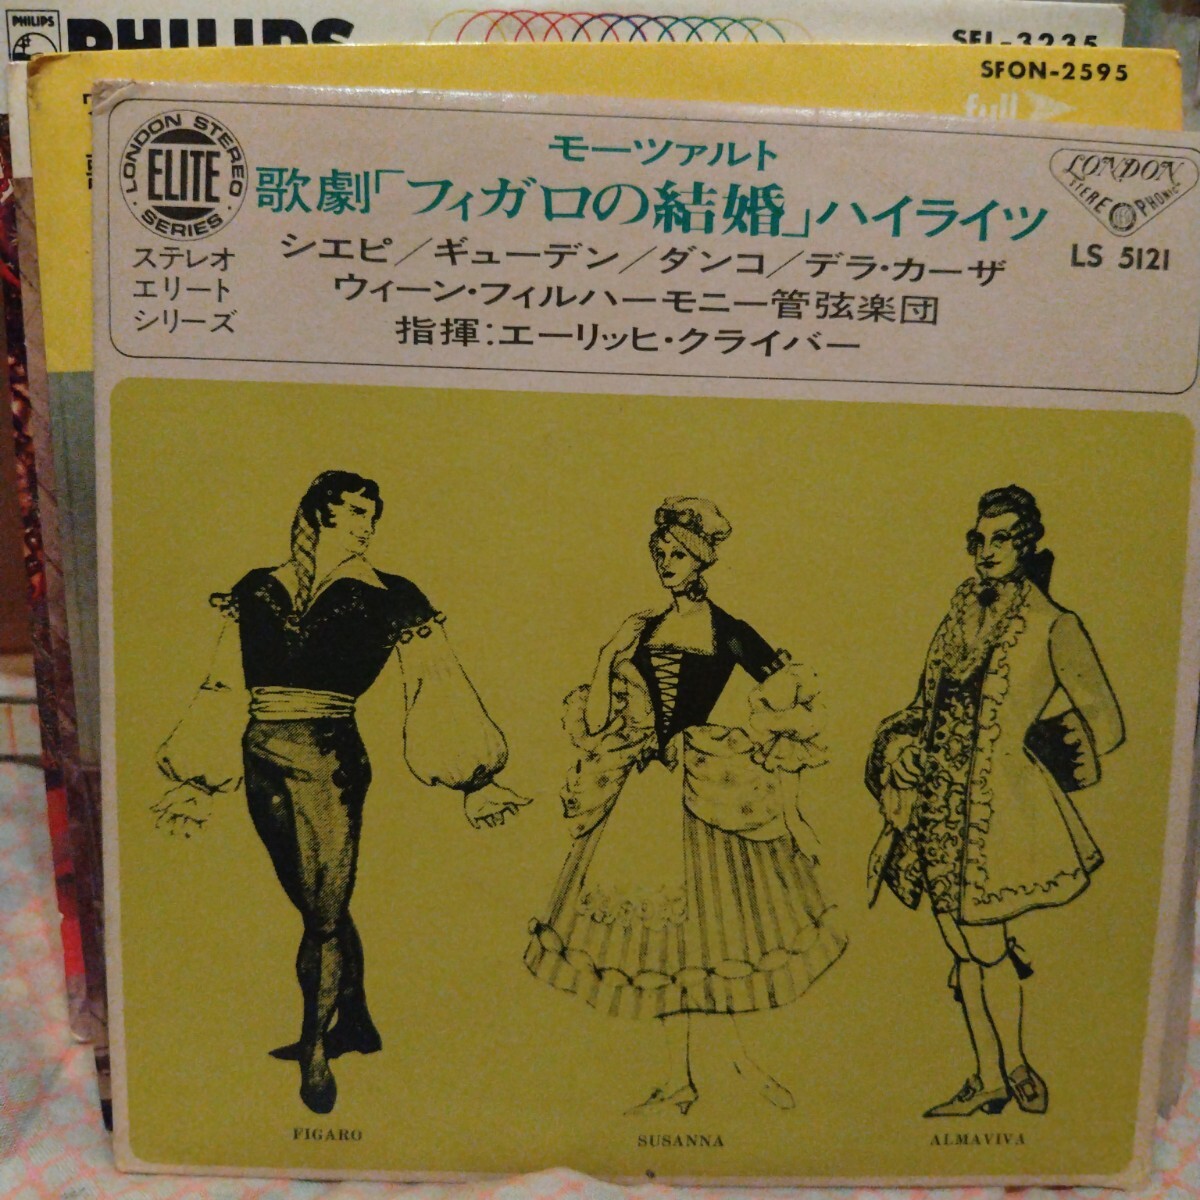 PHILIPS
PHILIPS
SFL-3235
SFON-2595
full
LONDON STEREO
ELITE
SERIES
ステレオ
エリート
シリーズ
モーツァルト
歌劇「フィガロの結婚」ハイライツ
シエピ/ギューデン/ダンコ/デラ・カーザ
ウィーン・フィルハーモニー管弦楽団
指揮:エーリッヒ・クライバー
LONDON
STEREO PHONIC
LS 5121
FIGARO
SUSANNA
ALMAVIVA